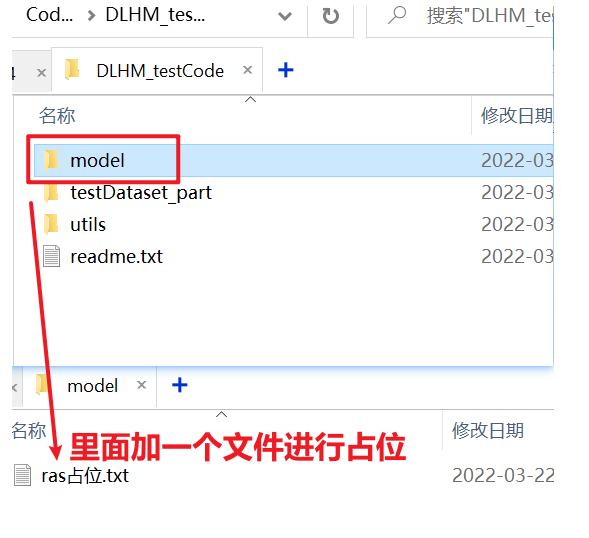 Cod... DLHM_tes... 搜索"DLHM_tes
DLHM_testCode
名称 修改日期
model 2022-03
testDataset_part 2022-03
utils 2022-03
readme.txt 2022-03
model
名称 修改日期
里面加一个文件进行占位
ras占位.txt 2022-03-22